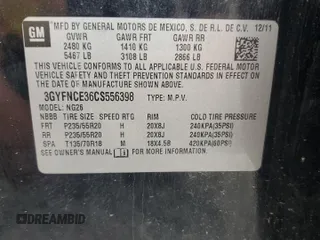 GM
MFD BY GENERAL MOTORS DE MEXICO, S. DE R.L. DE C.V. 12/11
GVWR GAWR FRT GAWR RR
2480 KG 1410 KG 1300 KG
5467 LB 3108 LB 2866 LB
THIS VEHICLE CONFORMS TO ALL APPLICABLE U.S. FEDERAL
MOTOR VEHICLE SAFETY, BUMPER, AND THEFT PREVENTION
STANDARDS IN EFFECT ON THE DATE OF MANUFACTURE SHOWN ABOVE.
3GYFNCE36CS556398 TYPE: M.P.V.
MODEL: NG26
NBBB TIRE SIZE SPEED RTG RIM COLD TIRE PRESSURE
FRT P235/55R20 H 20X8J 240KPA(35PSI)
RR P235/55R20 H 20X8J 240KPA(35PSI)
SPA T135/70R18 M 18X4.5B 420KPA(60PSI)
SEE OWNER'S MANUAL FOR ADDITIONAL INFORMATION.
DREAMBID